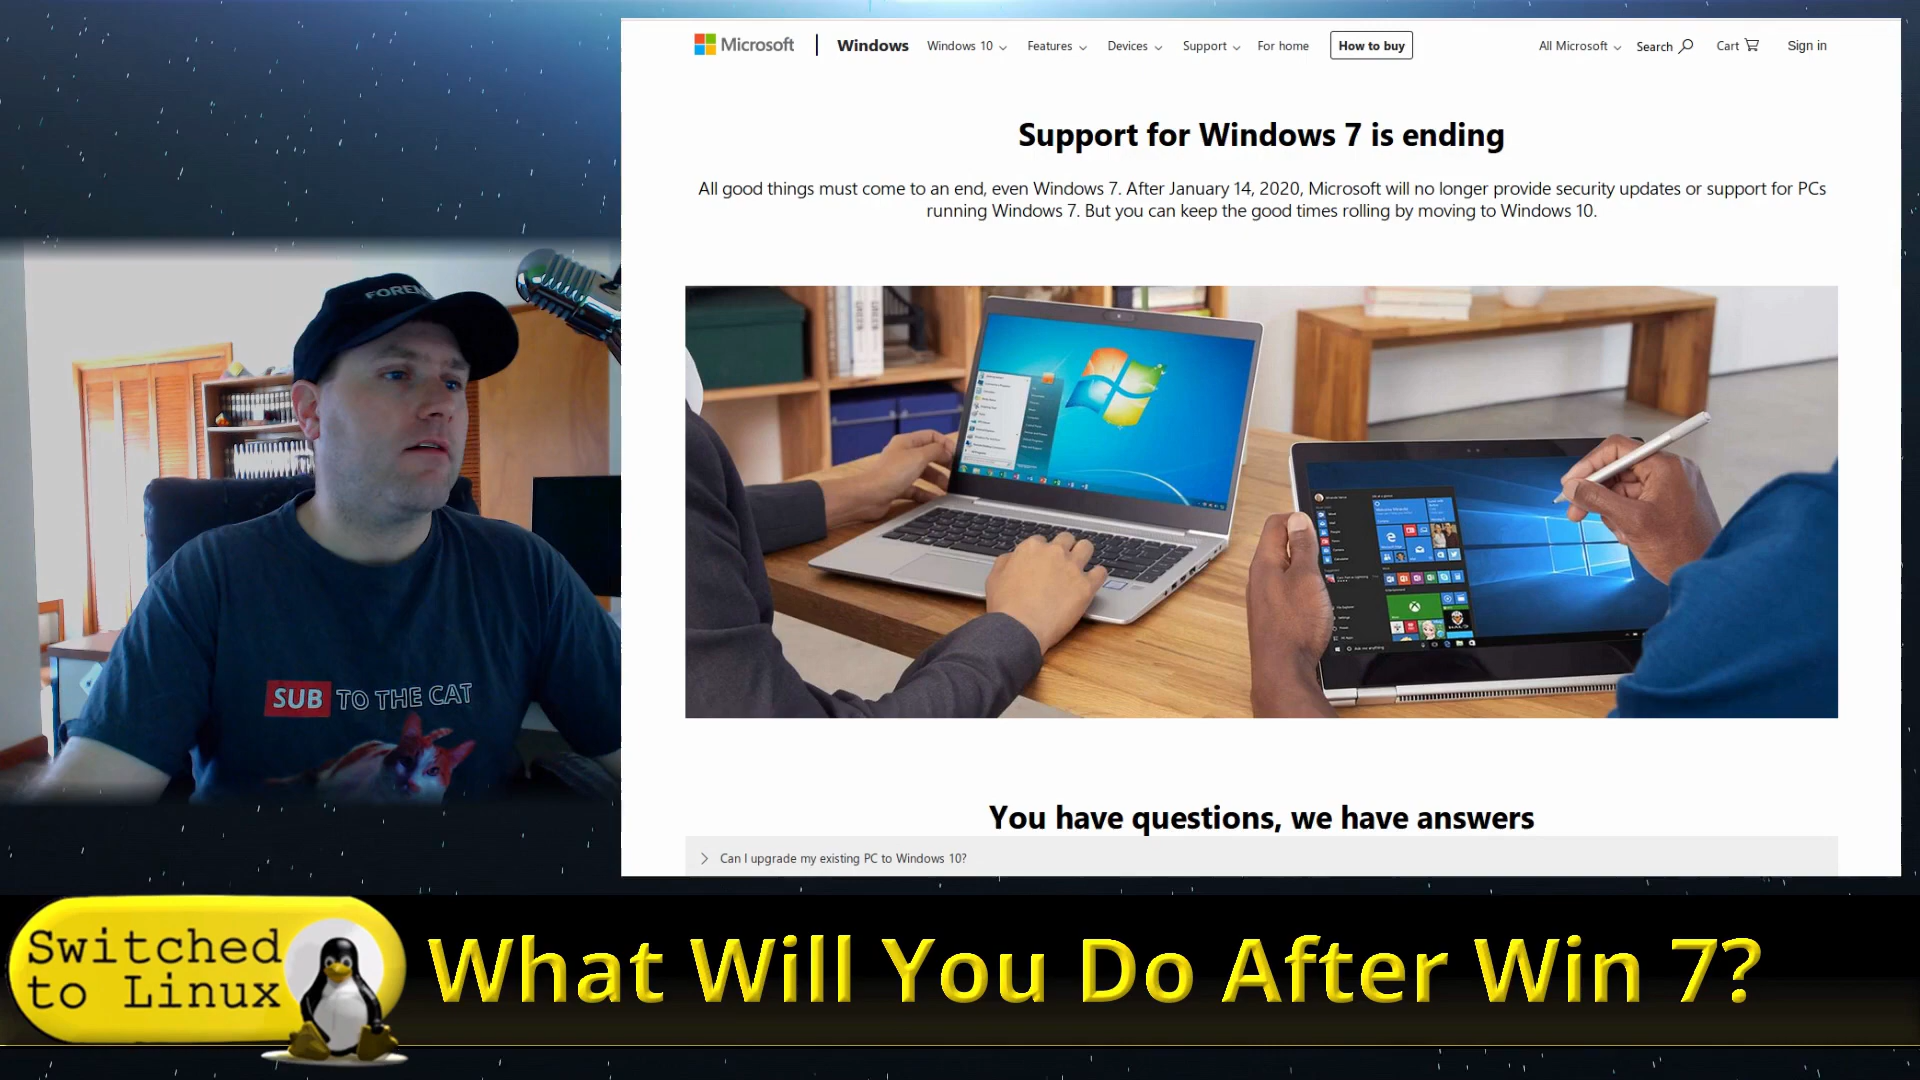 Microsoft Windows Windows 10 Features Devices Support For home How to buy All Microsoft Search Cart Sign in
Support for Windows 7 is ending
All good things must come to an end, even Windows 7. After January 14, 2020, Microsoft will no longer provide security updates or support for PCs
running Windows 7. But you can keep the good times rolling by moving to Windows 10.
SUB TO THE CAT
You have questions, we have answers
Can I upgrade my existing PC to Windows 10?
Switched
to Linux
What Will You Do After Win 7?